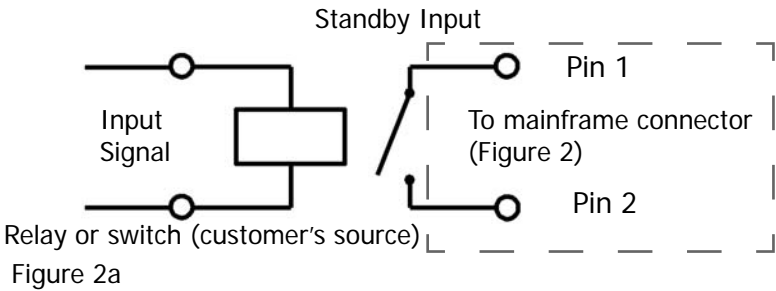 Standby Input
Pin 1
Input
Signal
To mainframe connector
(Figure 2)
Pin 2
Relay or switch (customer's source)
Figure 2a